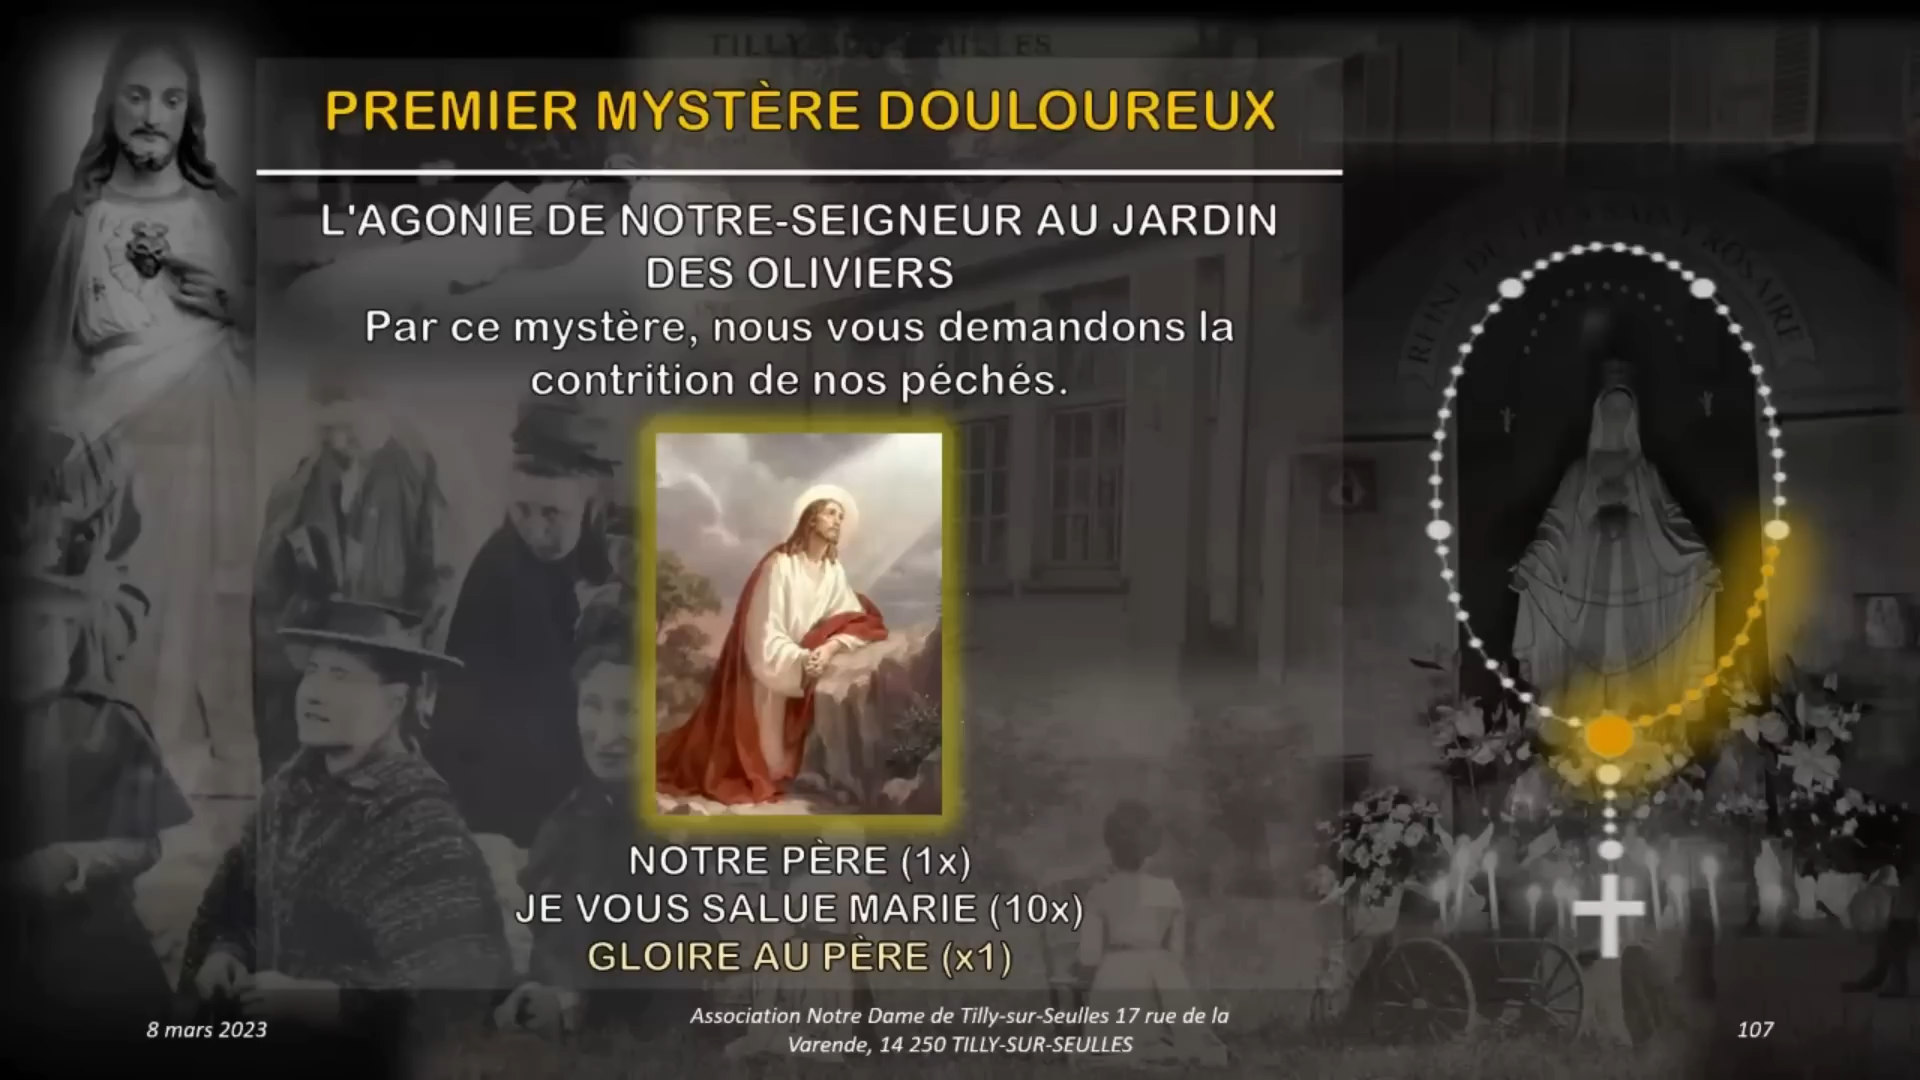 PREMIER MYSTÈRE DOULOUREUX
L'AGONIE DE NOTRE-SEIGNEUR AU JARDIN
DES OLIVIERS
Par ce mystère, nous vous demandons la
contrition de nos péchés.
NOTRE PÈRE (1x)
JE VOUS SALUE MARIE (10x)
GLOIRE AU PÈRE (x1)
8 mars 2023
Association Notre Dame de Tilly-sur-Seulles 17 rue de la
Varende, 14 250 TILLY-SUR-SEULLES
107